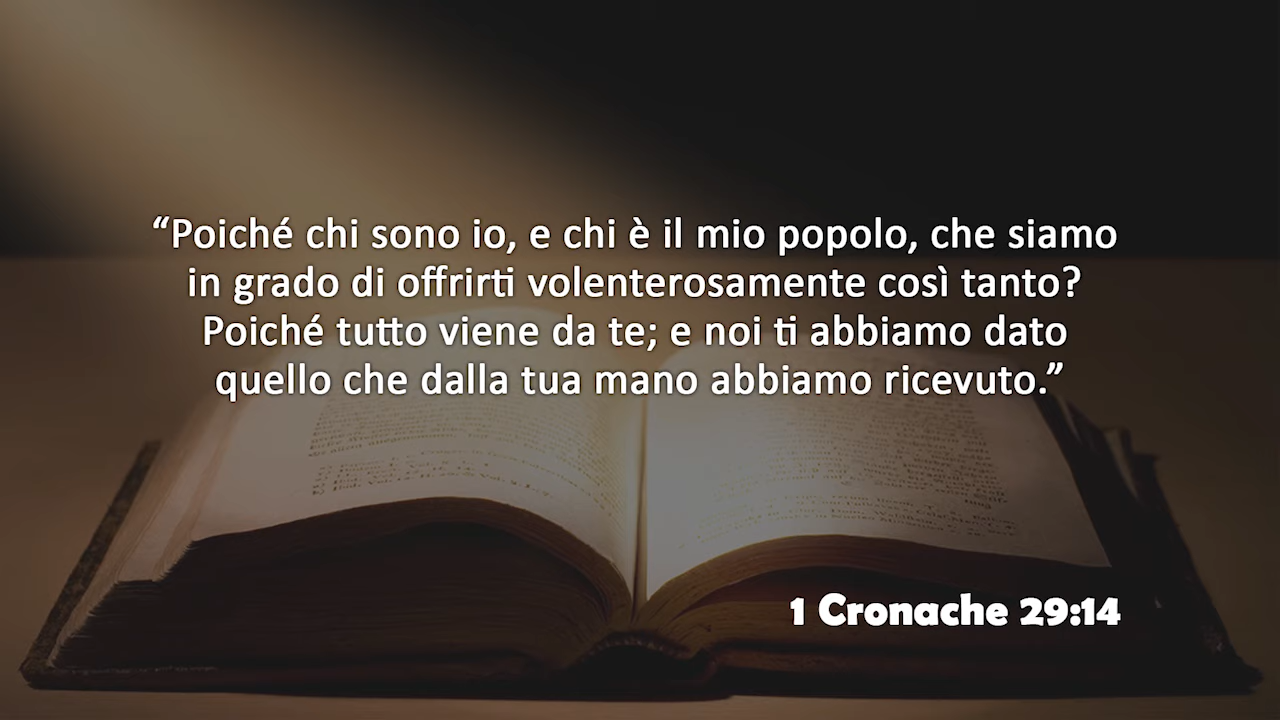 “Poiché chi sono io, e chi è il mio popolo, che siamo
in grado di offrirti volenterosamente così tanto?
Poiché tutto viene da te; e noi ti abbiamo dato
quello che dalla tua mano abbiamo ricevuto.”
1 Cronache 29:14